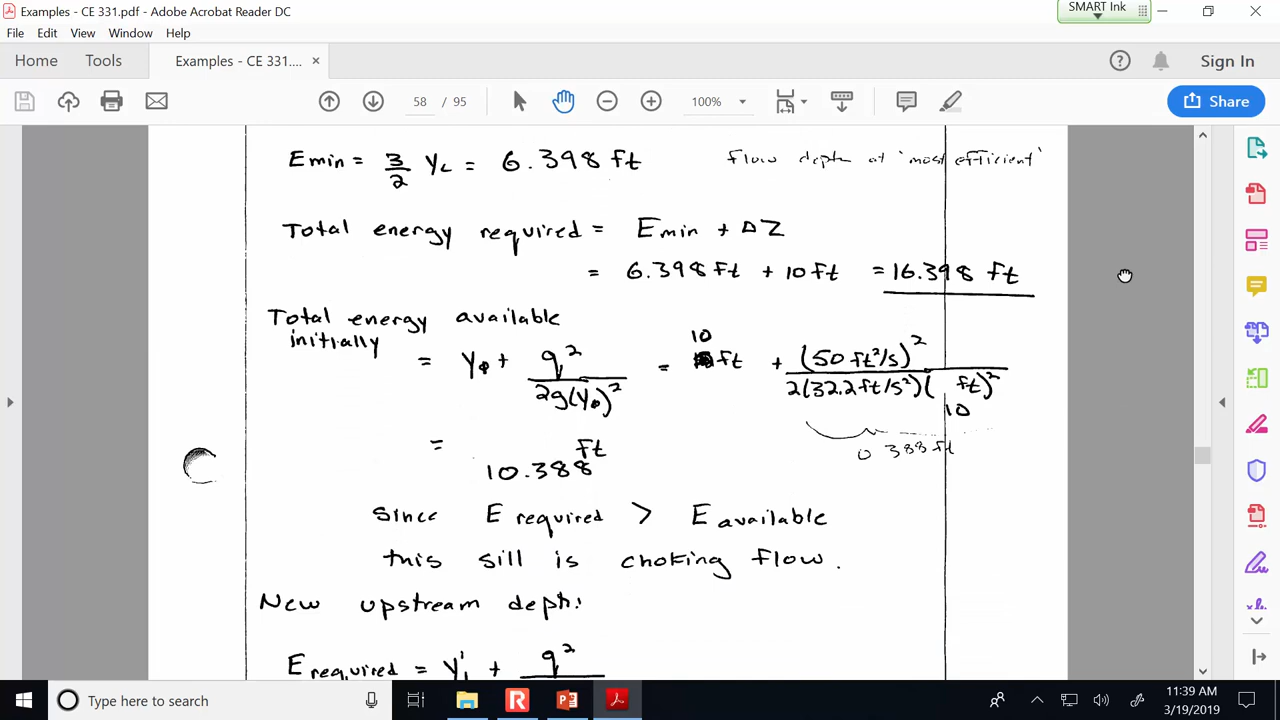 Examples - CE 331.pdf - Adobe Acrobat Reader DC
SMART Ink
File Edit View Window Help
Home Tools Examples - CE 331.... × Sign In
58 / 95 100% Share
Emin = 3/2 yc = 6.398 ft flow depth at "most efficient"
Total energy required = Emin + ΔZ
= 6.398 ft + 10 ft = 16.398 ft
Total energy available
initially
= y0 + q²/2g(y0)² = 10 ft + (50 ft²/s)²/2(32.2 ft/s²)(10 ft)²
0.388 ft
= 10.388 ft
Since E required > E available
this sill is choking flow.
New upstream depth:
E required = y1' + q²
Type here to search
11:39 AM
3/19/2019